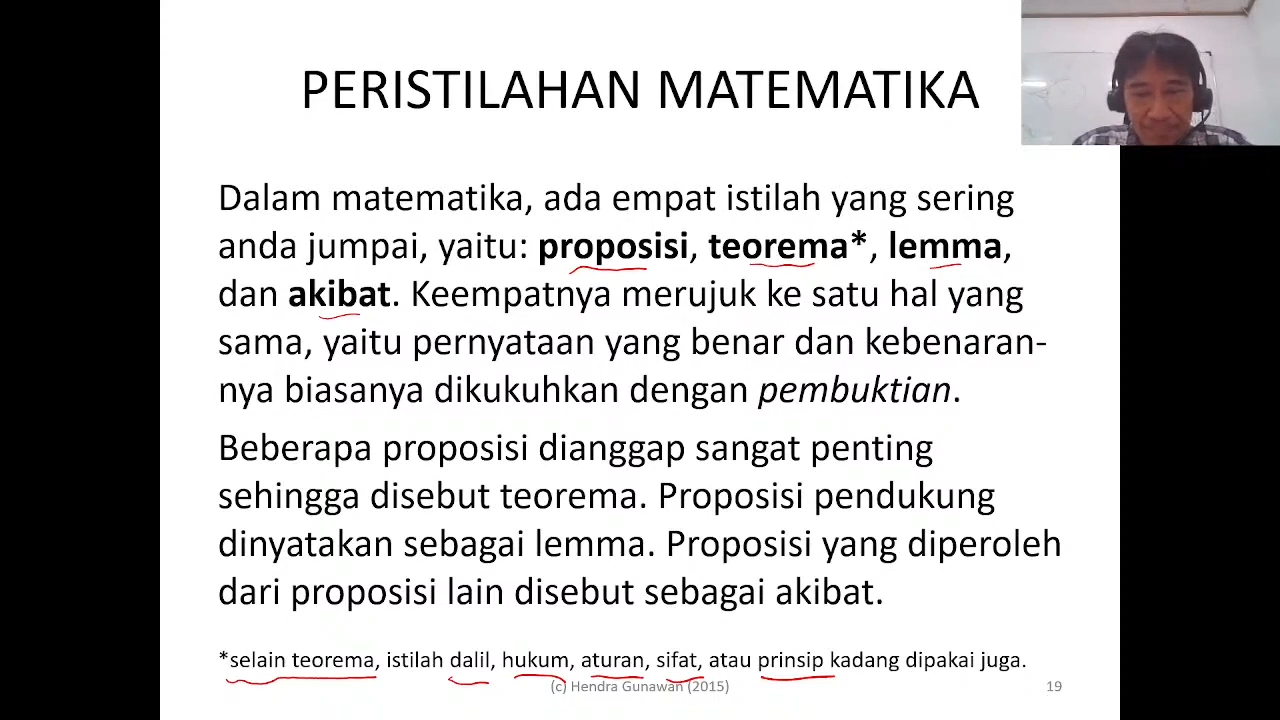 PERISTILAHAN MATEMATIKA
Dalam matematika, ada empat istilah yang sering
anda jumpai, yaitu: proposisi, teorema*, lemma,
dan akibat. Keempatnya merujuk ke satu hal yang
sama, yaitu pernyataan yang benar dan kebenaran-
nya biasanya dikukuhkan dengan pembuktian.
Beberapa proposisi dianggap sangat penting
sehingga disebut teorema. Proposisi pendukung
dinyatakan sebagai lemma. Proposisi yang diperoleh
dari proposisi lain disebut sebagai akibat.
*selain teorema, istilah dalil, hukum, aturan, sifat, atau prinsip kadang dipakai juga.
(c) Hendra Gunawan (2015)
19